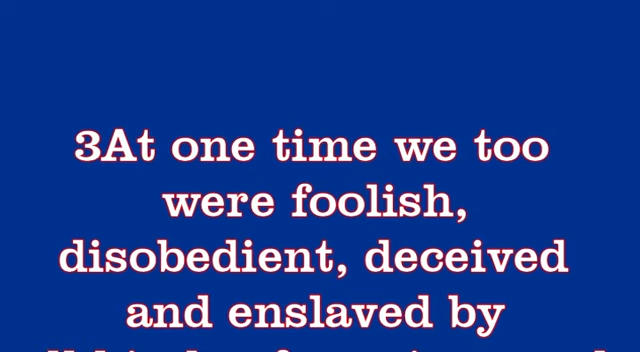 3At one time we too
were foolish,
disobedient, deceived
and enslaved by